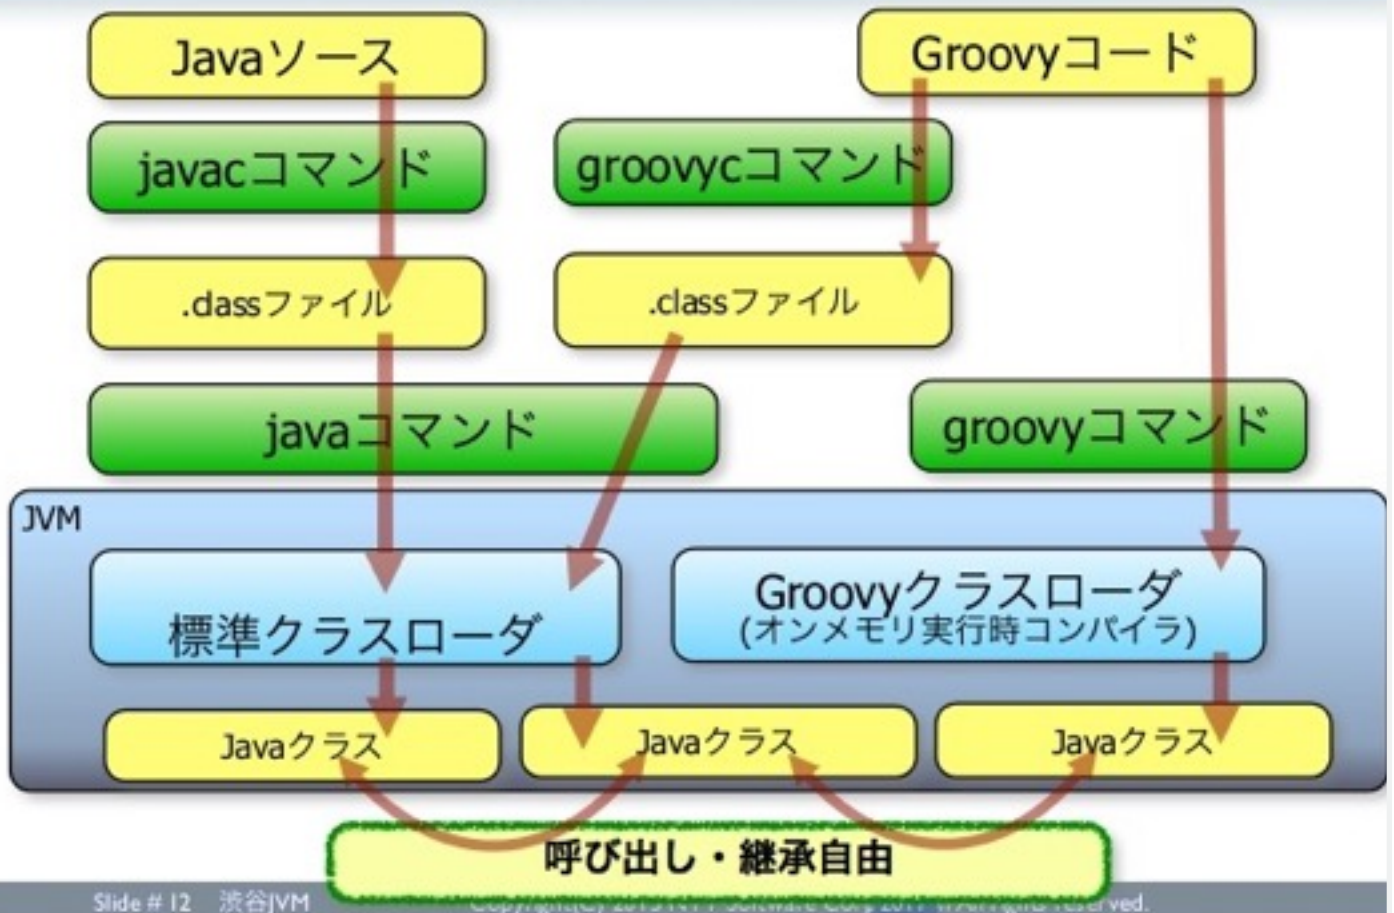 Javaソース
Groovyコード
javacコマンド
groovycコマンド
.classファイル
.classファイル
javaコマンド
groovyコマンド
JVM
標準クラスローダ
Groovyクラスローダ
(オンメモリ実行時コンパイラ)
Javaクラス
Javaクラス
Javaクラス
呼び出し・継承自由
Slide # 12 渋谷JVM
reserved.